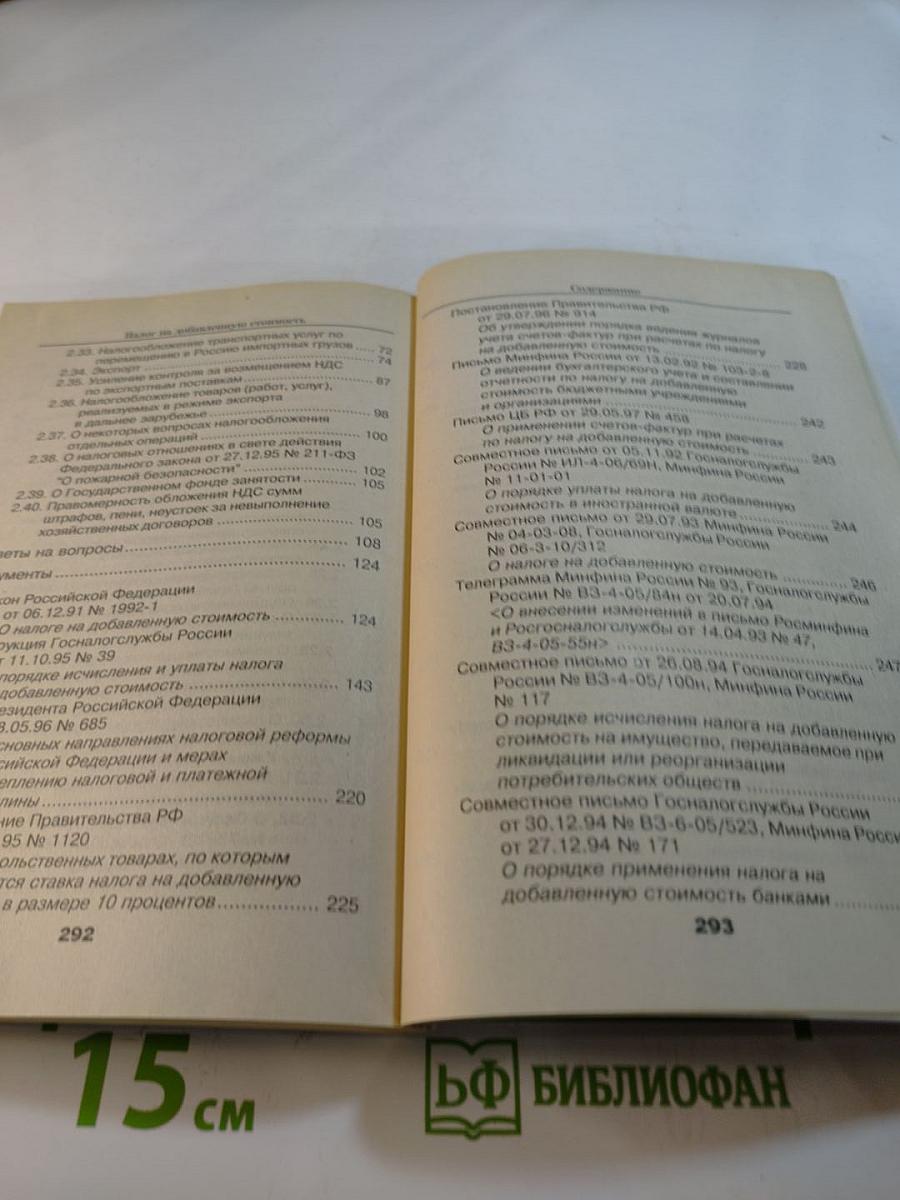 Налог на добавленную стоимость
2.33. Налогообложение транспортных услуг по
перемещению в Россию импортных грузов ..... 72
2.34. Экспорт ..... 74
2.35. Усиление контроля за возмещением НДС
по экспортным поставкам ..... 87
2.36. Налогообложение товаров (работ, услуг),
реализуемых в режиме экспорта
в дальнее зарубежье ..... 98
2.37. О некоторых вопросах налогообложения
отдельных операций ..... 100
2.38. О налоговых отношениях в свете действия
Федерального закона от 27.12.95 № 211-ФЗ
"О пожарной безопасности" ..... 102
2.39. О Государственном фонде занятости ..... 105
2.40. Правомерность обложения НДС сумм
штрафов, пени, неустоек за невыполнение
хозяйственных договоров ..... 105
веты на вопросы ..... 108
ументы ..... 124
кон Российской Федерации
от 06.12.91 № 1992-1
О налоге на добавленную стоимость ..... 124
рукция Госналогслужбы России
т 11.10.95 № 39
порядке исчисления и уплаты налога
добавленную стоимость ..... 143
езидента Российской Федерации
8.05.96 № 685
сновных направлениях налоговой реформы
сийской Федерации и мерах
еплению налоговой и платежной
лины ..... 220
ние Правительства РФ
95 № 1120
ольственных товарах, по которым
тся ставка налога на добавленную
в размере 10 процентов ..... 225
292
Содержание
Постановление Правительства РФ
от 29.07.96 № 914
Об утверждении порядка ведения журналов
учета счетов-фактур при расчетах по налогу
на добавленную стоимость ..... 228
Письмо Минфина России от 13.02.92 № 103-2-8
О ведении бухгалтерского учета и составлении
отчетности по налогу на добавленную
стоимость бюджетными учреждениями
и организациями ..... 242
Письмо ЦБ РФ от 29.05.97 № 458
О применении счетов-фактур при расчетах
по налогу на добавленную стоимость ..... 243
Совместное письмо от 05.11.92 Госналогслужбы
России № ИЛ-4-06/69Н, Минфина России
№ 11-01-01
О порядке уплаты налога на добавленную
стоимость в иностранной валюте ..... 244
Совместное письмо от 29.07.93 Минфина России
№ 04-03-08, Госналогслужбы России
№ 06-3-10/312
О налоге на добавленную стоимость ..... 246
Телеграмма Минфина России № 93, Госналогслужбы
России № ВЗ-4-05/84н от 20.07.94
<О внесении изменений в письмо Росминфина
и Росгосналогслужбы от 14.04.93 № 47,
ВЗ-4-05-55н> ..... 247
Совместное письмо от 26.08.94 Госналогслужбы
России № ВЗ-4-05/100н, Минфина России
№ 117
О порядке исчисления налога на добавленную
стоимость на имущество, передаваемое при
ликвидации или реорганизации
потребительских обществ .....
Совместное письмо Госналогслужбы России
от 30.12.94 № ВЗ-6-05/523, Минфина Росси
от 27.12.94 № 171
О порядке применения налога на
добавленную стоимость банками .....
293
15 см
БФ БИБЛИОФАН